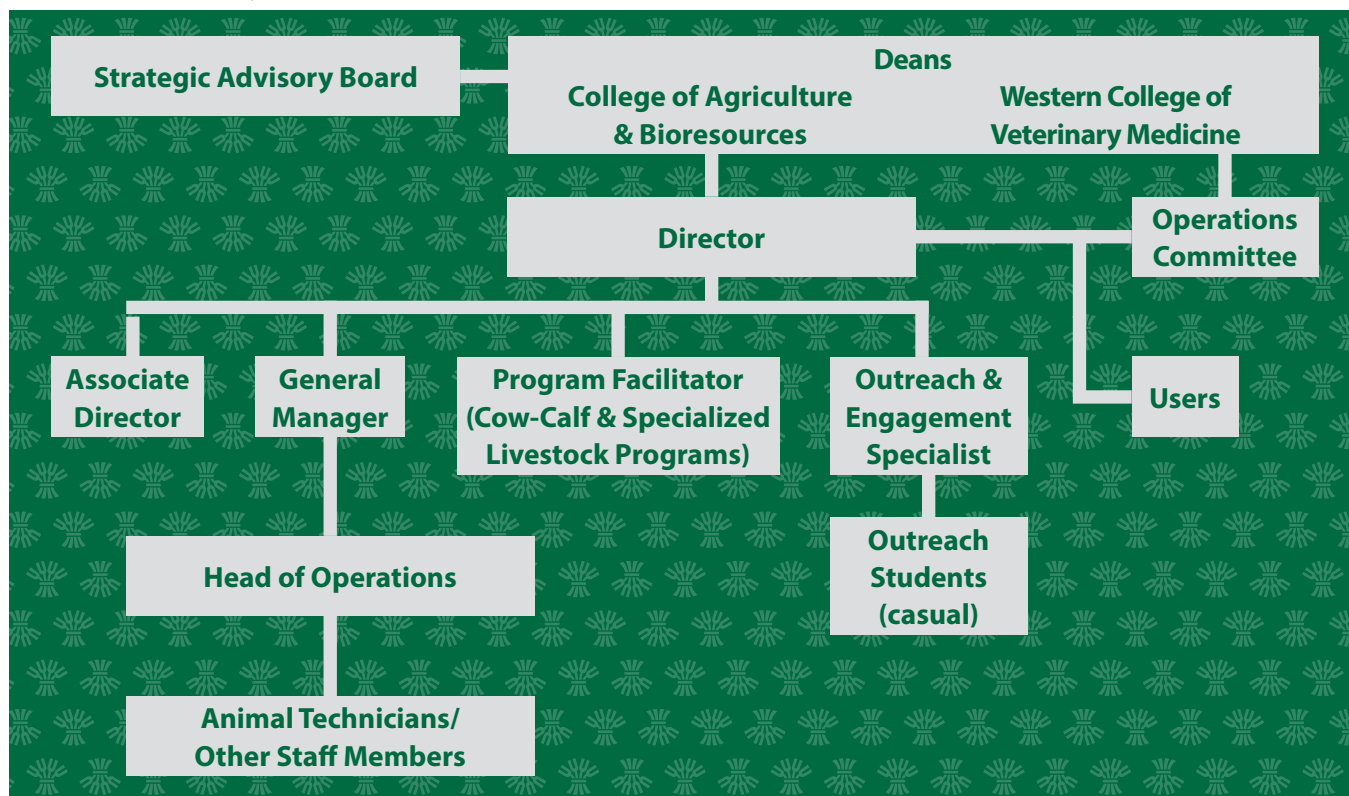 Strategic Advisory Board
Deans
College of Agriculture
& Bioresources
Western College of
Veterinary Medicine
Director
Operations
Committee
Associate
Director
General
Manager
Program Facilitator
(Cow-Calf & Specialized
Livestock Programs)
Outreach &
Engagement
Specialist
Users
Head of Operations
Outreach
Students
(casual)
Animal Technicians/
Other Staff Members